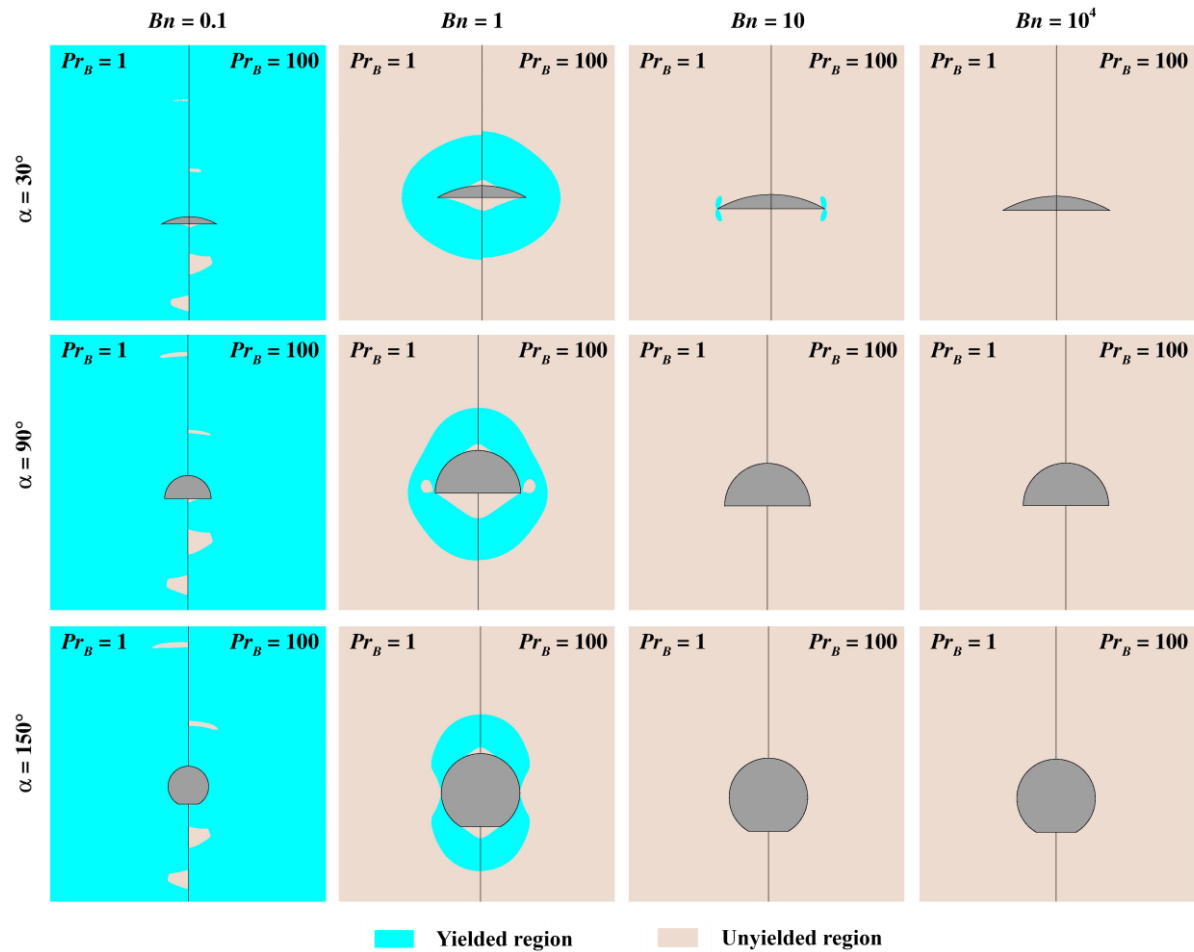 Bn = 0.1 Bn = 1 Bn = 10 Bn = 10⁴
α = 30°
Pr_B = 1 Pr_B = 100 Pr_B = 1 Pr_B = 100 Pr_B = 1 Pr_B = 100 Pr_B = 1 Pr_B = 100
α = 90°
Pr_B = 1 Pr_B = 100 Pr_B = 1 Pr_B = 100 Pr_B = 1 Pr_B = 100 Pr_B = 1 Pr_B = 100
α = 150°
Pr_B = 1 Pr_B = 100 Pr_B = 1 Pr_B = 100 Pr_B = 1 Pr_B = 100 Pr_B = 1 Pr_B = 100
Yielded region Unyielded region